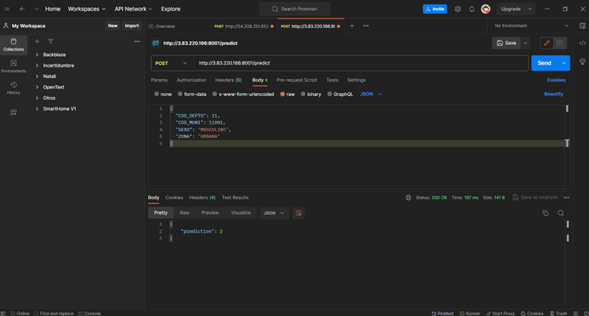 Home Workspaces API Network Explore
Search Postman
Invite
Upgrade
My Workspace
New Import
Overview
POST http://54.208.251.60:
POST http://3.83.220.166:80
No Environment
Collections
Environments
History
Backblaze
Incertidumbre
Natali
OpenTest
Otros
SmartHome V1
http://3.83.220.166:8001/predict
Save
POST
http://3.83.220.166:8001/predict
Send
Params Authorization Headers (8) Body Pre-request Script Tests Settings
Cookies
none form-data x-www-form-urlencoded raw binary GraphQL JSON
Beautify
1 {
2 "COD_DEPTO": 11,
3 "COD_MUNI": 11001,
4 "SEXO": "MASCULINO",
5 "ZONA": "URBANA"
6 }
Body Cookies Headers (4) Test Results
Status: 200 OK Time: 197 ms Size: 141 B
Save as example
Pretty Raw Preview Visualize JSON
1 {
2 "prediction": 2
3 }
Online Find and replace Console
Postbot Runner Start Proxy Cookies Trash